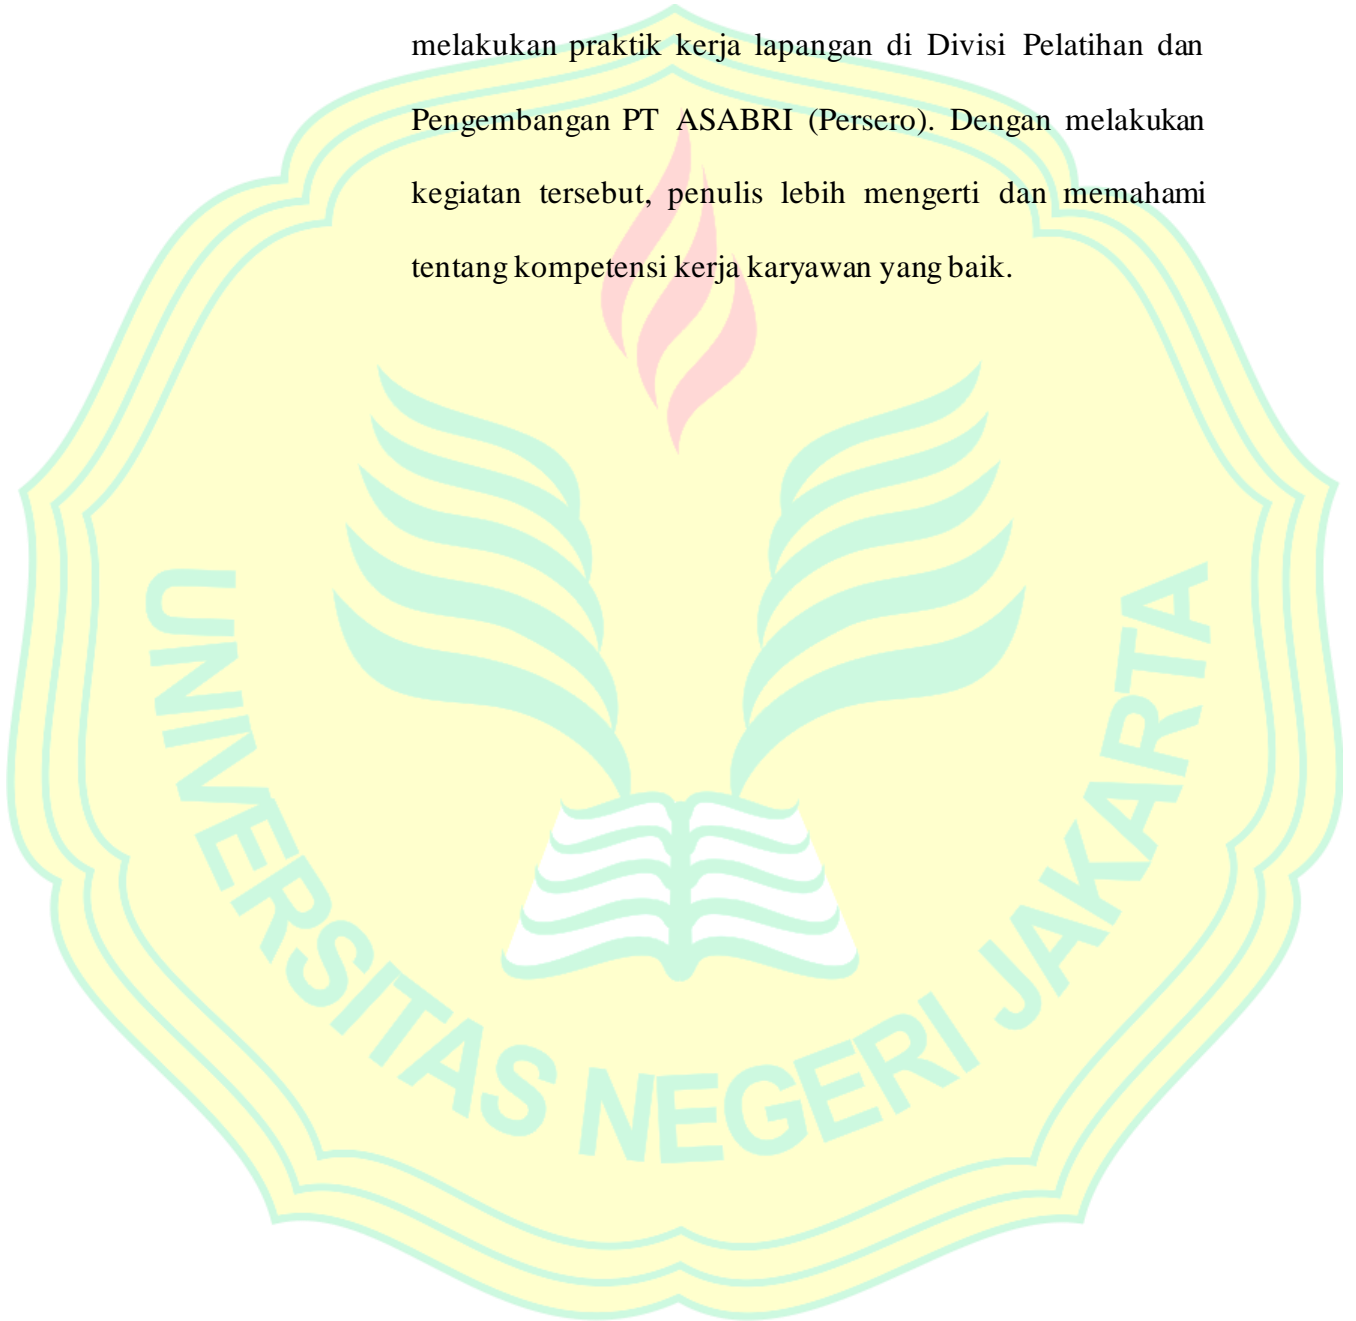 melakukan praktik kerja lapangan di Divisi Pelatihan dan
Pengembangan PT ASABRI (Persero). Dengan melakukan
kegiatan tersebut, penulis lebih mengerti dan memahami
tentang kompetensi kerja karyawan yang baik.
UNIVERSITAS NEGERI JAKARTA